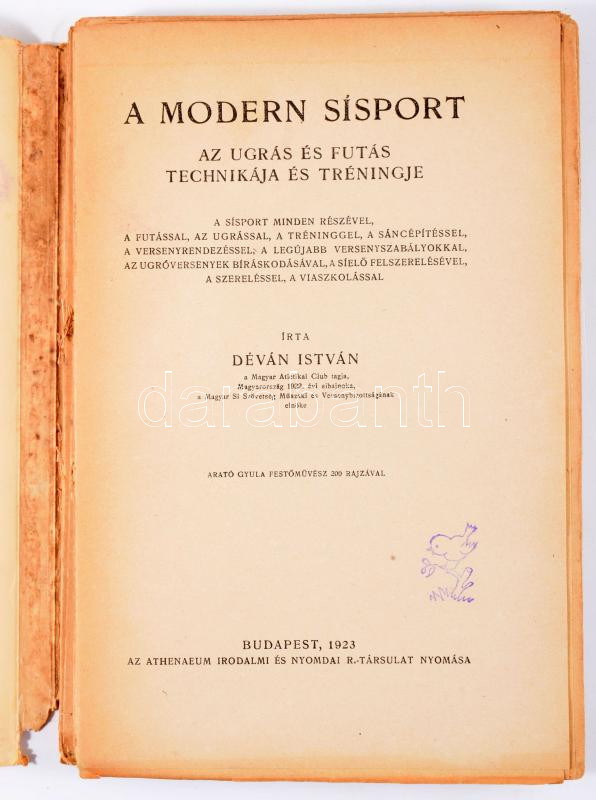 A MODERN SÍSPORT
AZ UGRÁS ÉS FUTÁS
TECHNIKÁJA ÉS TRÉNINGJE
A SÍSPORT MINDEN RÉSZÉVEL,
A FUTÁSSAL, AZ UGRÁSSAL, A TRÉNINGGEL, A SÁNCÉPÍTÉSSEL,
A VERSENYRENDEZÉSSEL, A LEGÚJABB VERSENYSZABÁLYOKKAL,
AZ UGRÓVERSENYEK BÍRÁSKODÁSÁVAL, A SÍELŐ FELSZERELÉSÉVEL,
A SZERELÉSSEL, A VIASZKOLÁSSAL
ÍRTA
DÉVÁN ISTVÁN
a Magyar Atlétikai Club tagja,
Magyarország 1922. évi síbajnoka,
a Magyar Sí Szövetség Műszaki és Versenybizottságának
elnöke
darabanth
ARATÓ GYULA FESTŐMŰVÉSZ 200 RAJZÁVAL
BUDAPEST, 1923
AZ ATHENAEUM IRODALMI ÉS NYOMDAI R.-TÁRSULAT NYOMÁSA